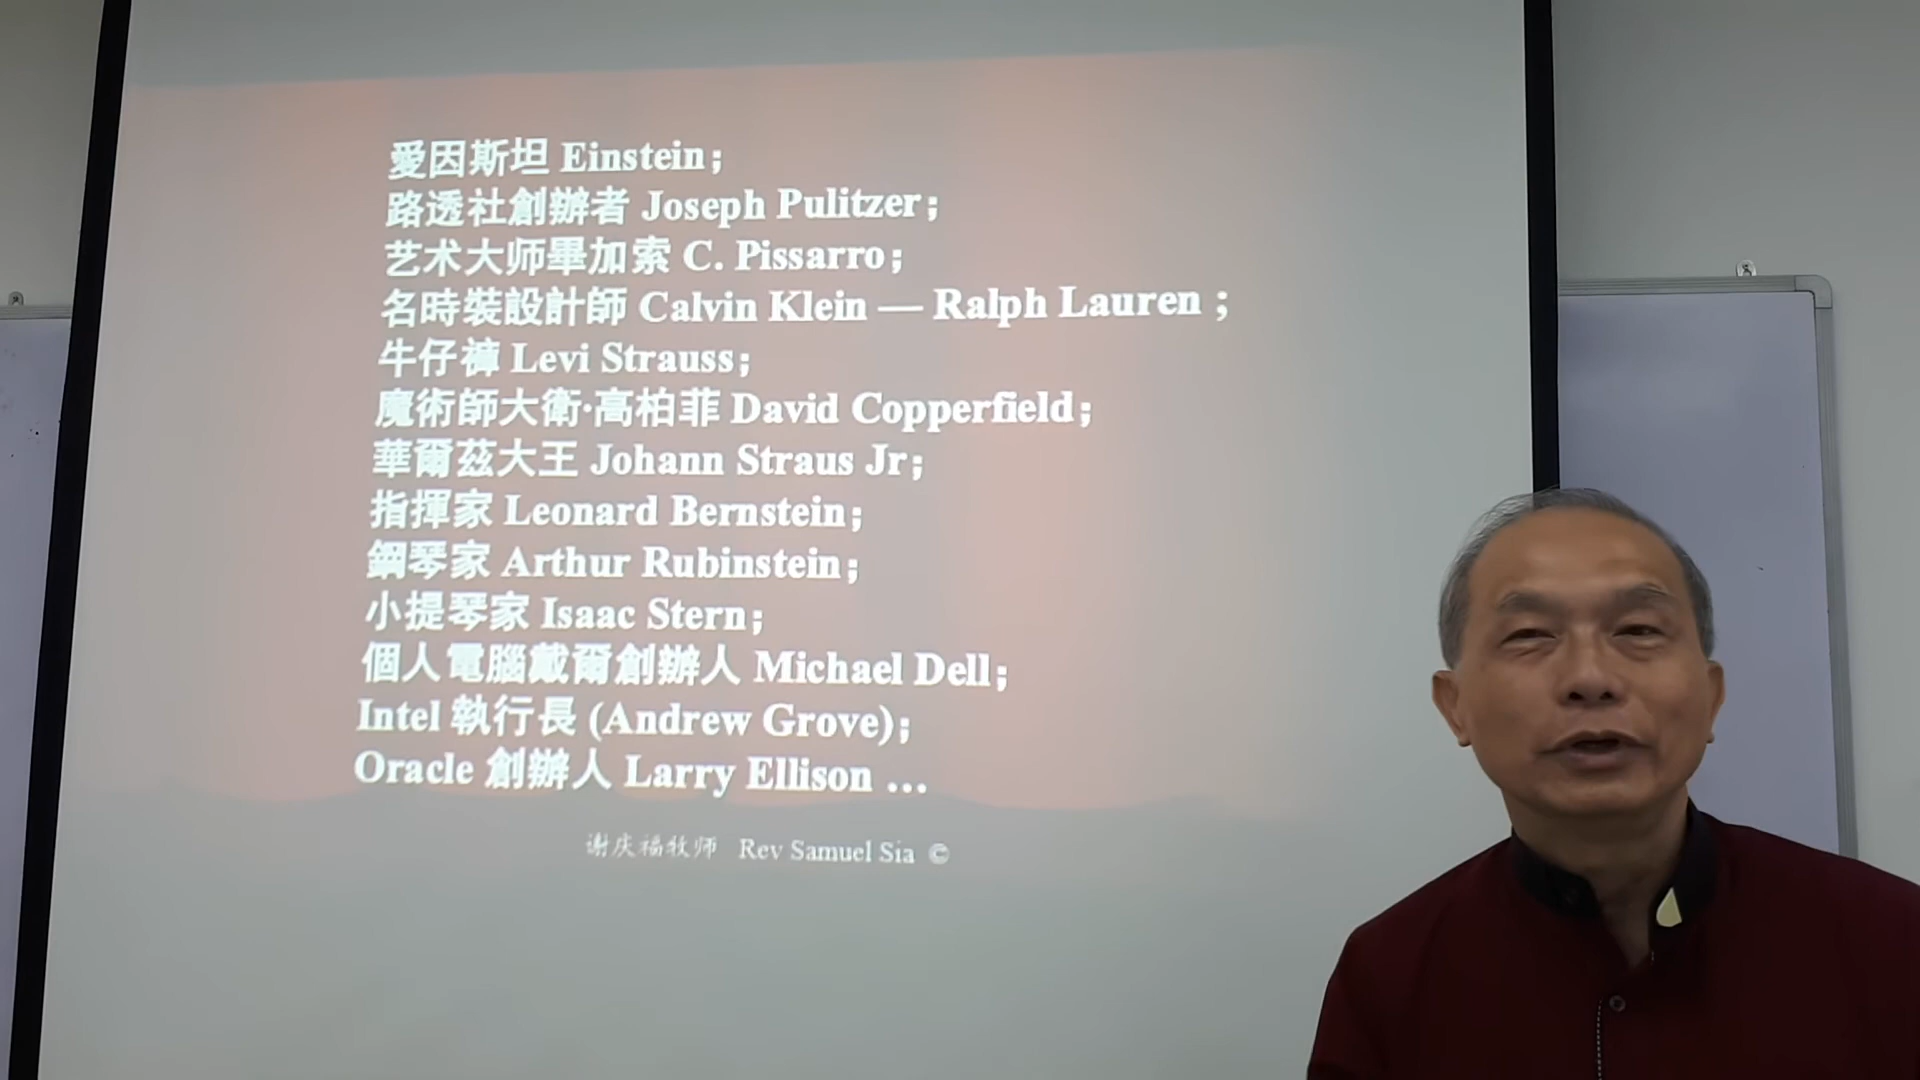 愛因斯坦 Einstein;
路透社創辦者 Joseph Pulitzer;
艺术大师畢加索 C. Pissarro;
名時裝設計師 Calvin Klein — Ralph Lauren ;
牛仔褲 Levi Strauss;
魔術師大衛·高柏菲 David Copperfield;
華爾茲大王 Johann Straus Jr;
指揮家 Leonard Bernstein;
鋼琴家 Arthur Rubinstein;
小提琴家 Isaac Stern;
個人電腦戴爾創辦人 Michael Dell;
Intel 執行長 (Andrew Grove);
Oracle 創辦人 Larry Ellison ...
谢庆福牧师 Rev Samuel Sia ©